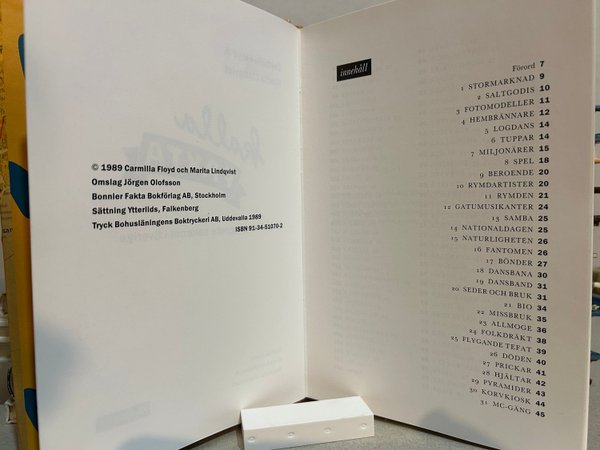 © 1989 Carmilla Floyd och Marita Lindqvist
Omslag Jörgen Olofsson
Bonnier Fakta Bokförlag AB, Stockholm
Sättning Ytterlids, Falkenberg
Tryck Bohusläningens Boktryckeri AB, Uddevalla 1989
ISBN 91-34-51070-2
innehåll
Förord 7
1 STORMARKNAD 9
2 SALTGODIS 10
3 FOTOMODELLER 11
4 HEMBRÄNNARE 12
5 LOGDANS 14
6 TUPPAR 14
7 MILJONÄRER 14
8 SPEL 18
9 BEROENDE 20
10 RYMDARTISTER 20
11 RYMDEN 21
12 GATUMUSIKANTER 24
13 SAMBA 25
14 NATIONALDAGEN 25
15 NATURLIGHETEN 26
16 FANTOMEN 26
17 BÖNDER 27
18 DANSBANA 30
19 DANSBAND 31
20 SEDER OCH BRUK 31
21 BIO 34
22 MISSBRUK 35
23 ALLMOGE 36
24 FOLKDRÄKT 38
25 FLYGANDE TEFAT 39
26 DÖDEN 40
27 PRICKAR 41
28 HJÄLTAR 42
29 PYRAMIDER 43
30 KORVKIOSK 44
31 MC-GÄNG 45